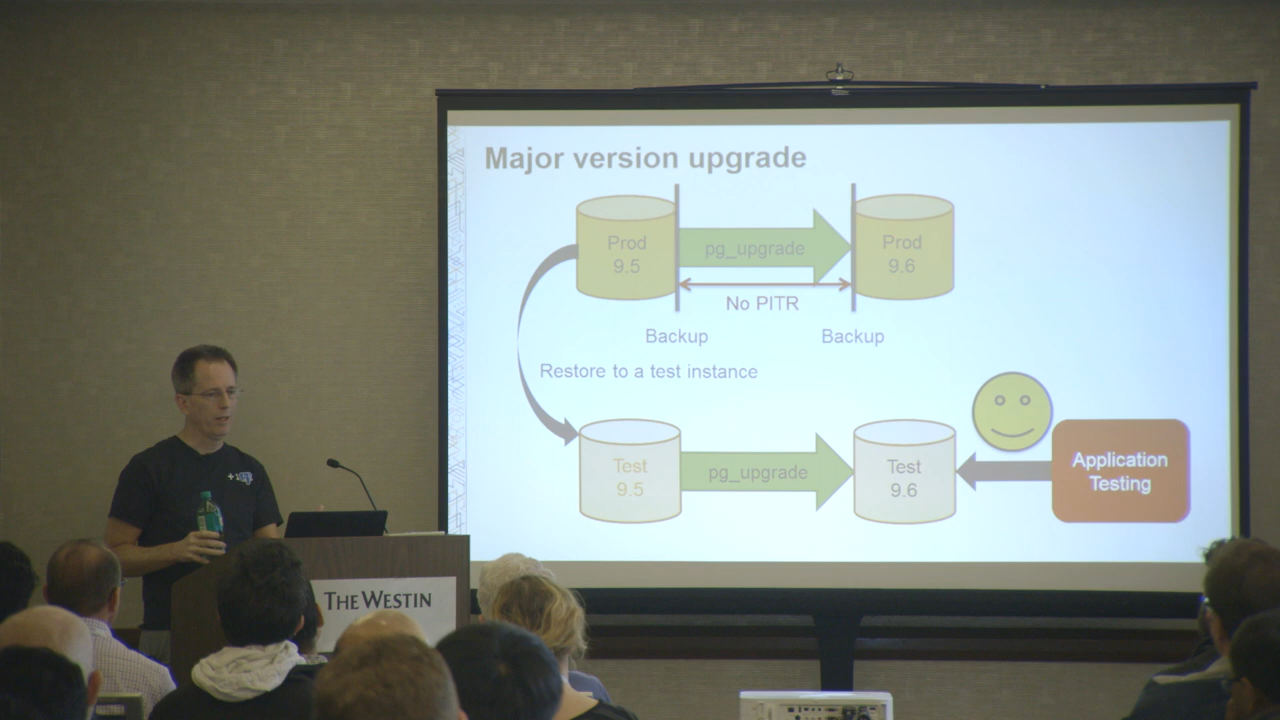 Major version upgrade
Prod
9.5
pg_upgrade
Prod
9.6
No PITR
Backup
Backup
Restore to a test instance
Test
9.5
pg_upgrade
Test
9.6
Application
Testing
THE WESTIN